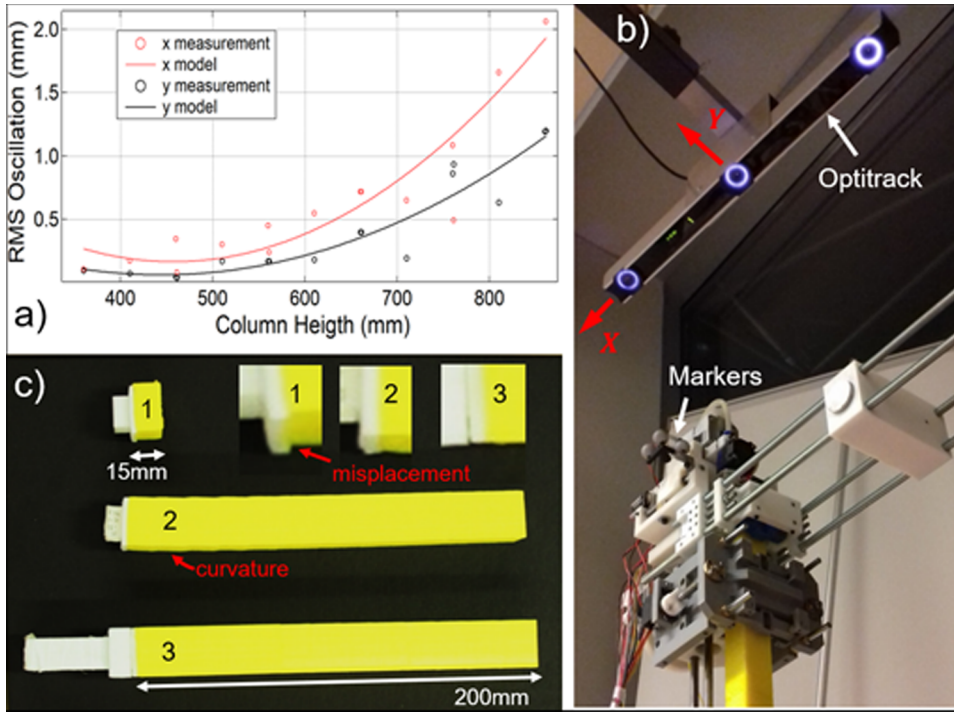 a)
RMS Oscillation (mm)
2.0
1.5
1.0
0.5
x measurement
x model
y measurement
y model
400 500 600 700 800
Column Heigth (mm)
b)
Y
X
Optitrack
Markers
c)
1
15mm
1 2 3
misplacement
2
curvature
3
200mm